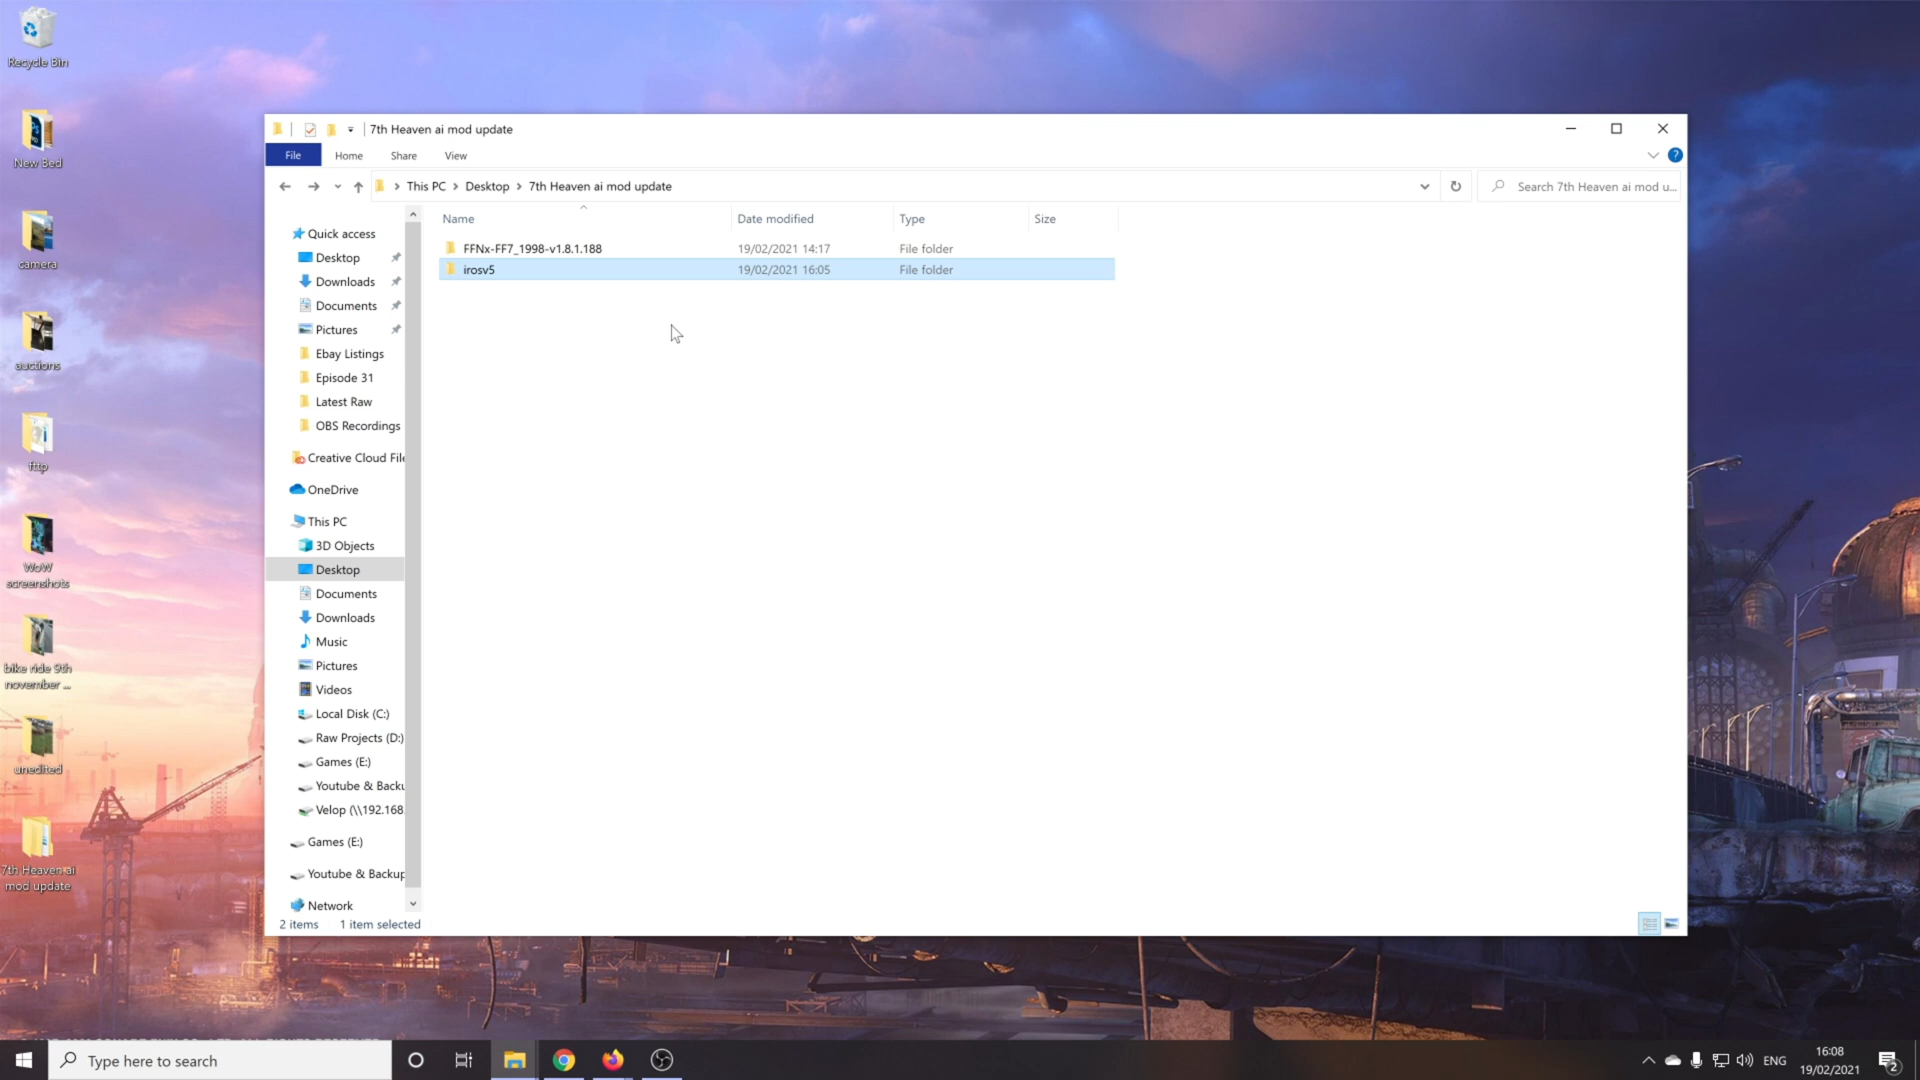 Recycle Bin
New Bed
camera
auctions
fttp
WoW
screenshots
bike ride 9th
november ...
unedited
7th Heaven ai
mod update
7th Heaven ai mod update
File
Home
Share
View
This PC
Desktop
7th Heaven ai mod update
Search 7th Heaven ai mod u...
Name
Date modified
Type
Size
FFNx-FF7_1998-v1.8.1.188
19/02/2021 14:17
File folder
irosv5
19/02/2021 16:05
File folder
Quick access
Desktop
Downloads
Documents
Pictures
Ebay Listings
Episode 31
Latest Raw
OBS Recordings
Creative Cloud File
OneDrive
This PC
3D Objects
Desktop
Documents
Downloads
Music
Pictures
Videos
Local Disk (C:)
Raw Projects (D:)
Games (E:)
Youtube & Backu
Velop (\\192.168.
Games (E:)
Youtube & Backup
Network
2 items
1 item selected
Type here to search
ENG
16:08
19/02/2021
2